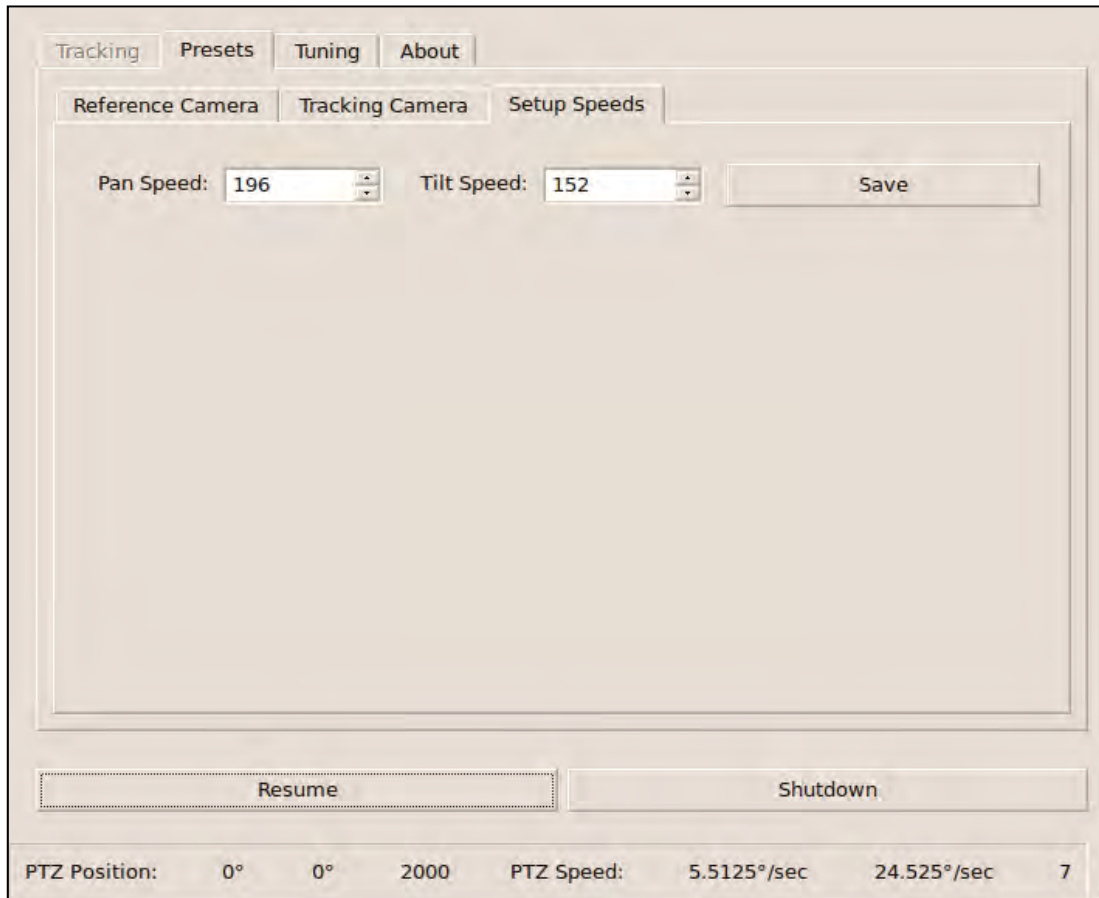 Tracking Presets Tuning About
Reference Camera Tracking Camera Setup Speeds
Pan Speed: 196 Tilt Speed: 152 Save
Resume Shutdown
PTZ Position: 0° 0° 2000 PTZ Speed: 5.5125°/sec 24.525°/sec 7